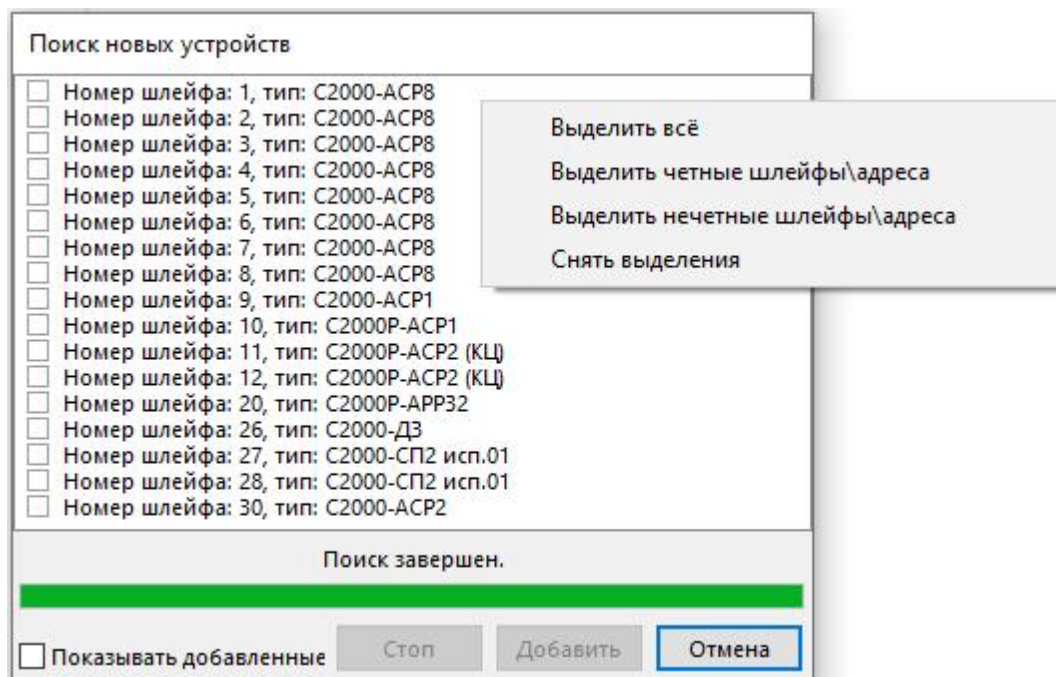 Поиск новых устройств
Номер шлейфа: 1, тип: С2000-АСР8
Номер шлейфа: 2, тип: С2000-АСР8
Номер шлейфа: 3, тип: С2000-АСР8
Номер шлейфа: 4, тип: С2000-АСР8
Номер шлейфа: 5, тип: С2000-АСР8
Номер шлейфа: 6, тип: С2000-АСР8
Номер шлейфа: 7, тип: С2000-АСР8
Номер шлейфа: 8, тип: С2000-АСР8
Номер шлейфа: 9, тип: С2000-АСР1
Номер шлейфа: 10, тип: С2000Р-АСР1
Номер шлейфа: 11, тип: С2000Р-АСР2 (КЦ)
Номер шлейфа: 12, тип: С2000Р-АСР2 (КЦ)
Номер шлейфа: 20, тип: С2000Р-АРР32
Номер шлейфа: 26, тип: С2000-ДЗ
Номер шлейфа: 27, тип: С2000-СП2 исп.01
Номер шлейфа: 28, тип: С2000-СП2 исп.01
Номер шлейфа: 30, тип: С2000-АСР2
Выделить всё
Выделить четные шлейфы\адреса
Выделить нечетные шлейфы\адреса
Снять выделения
Поиск завершен.
Показывать добавленные
Стоп
Добавить
Отмена